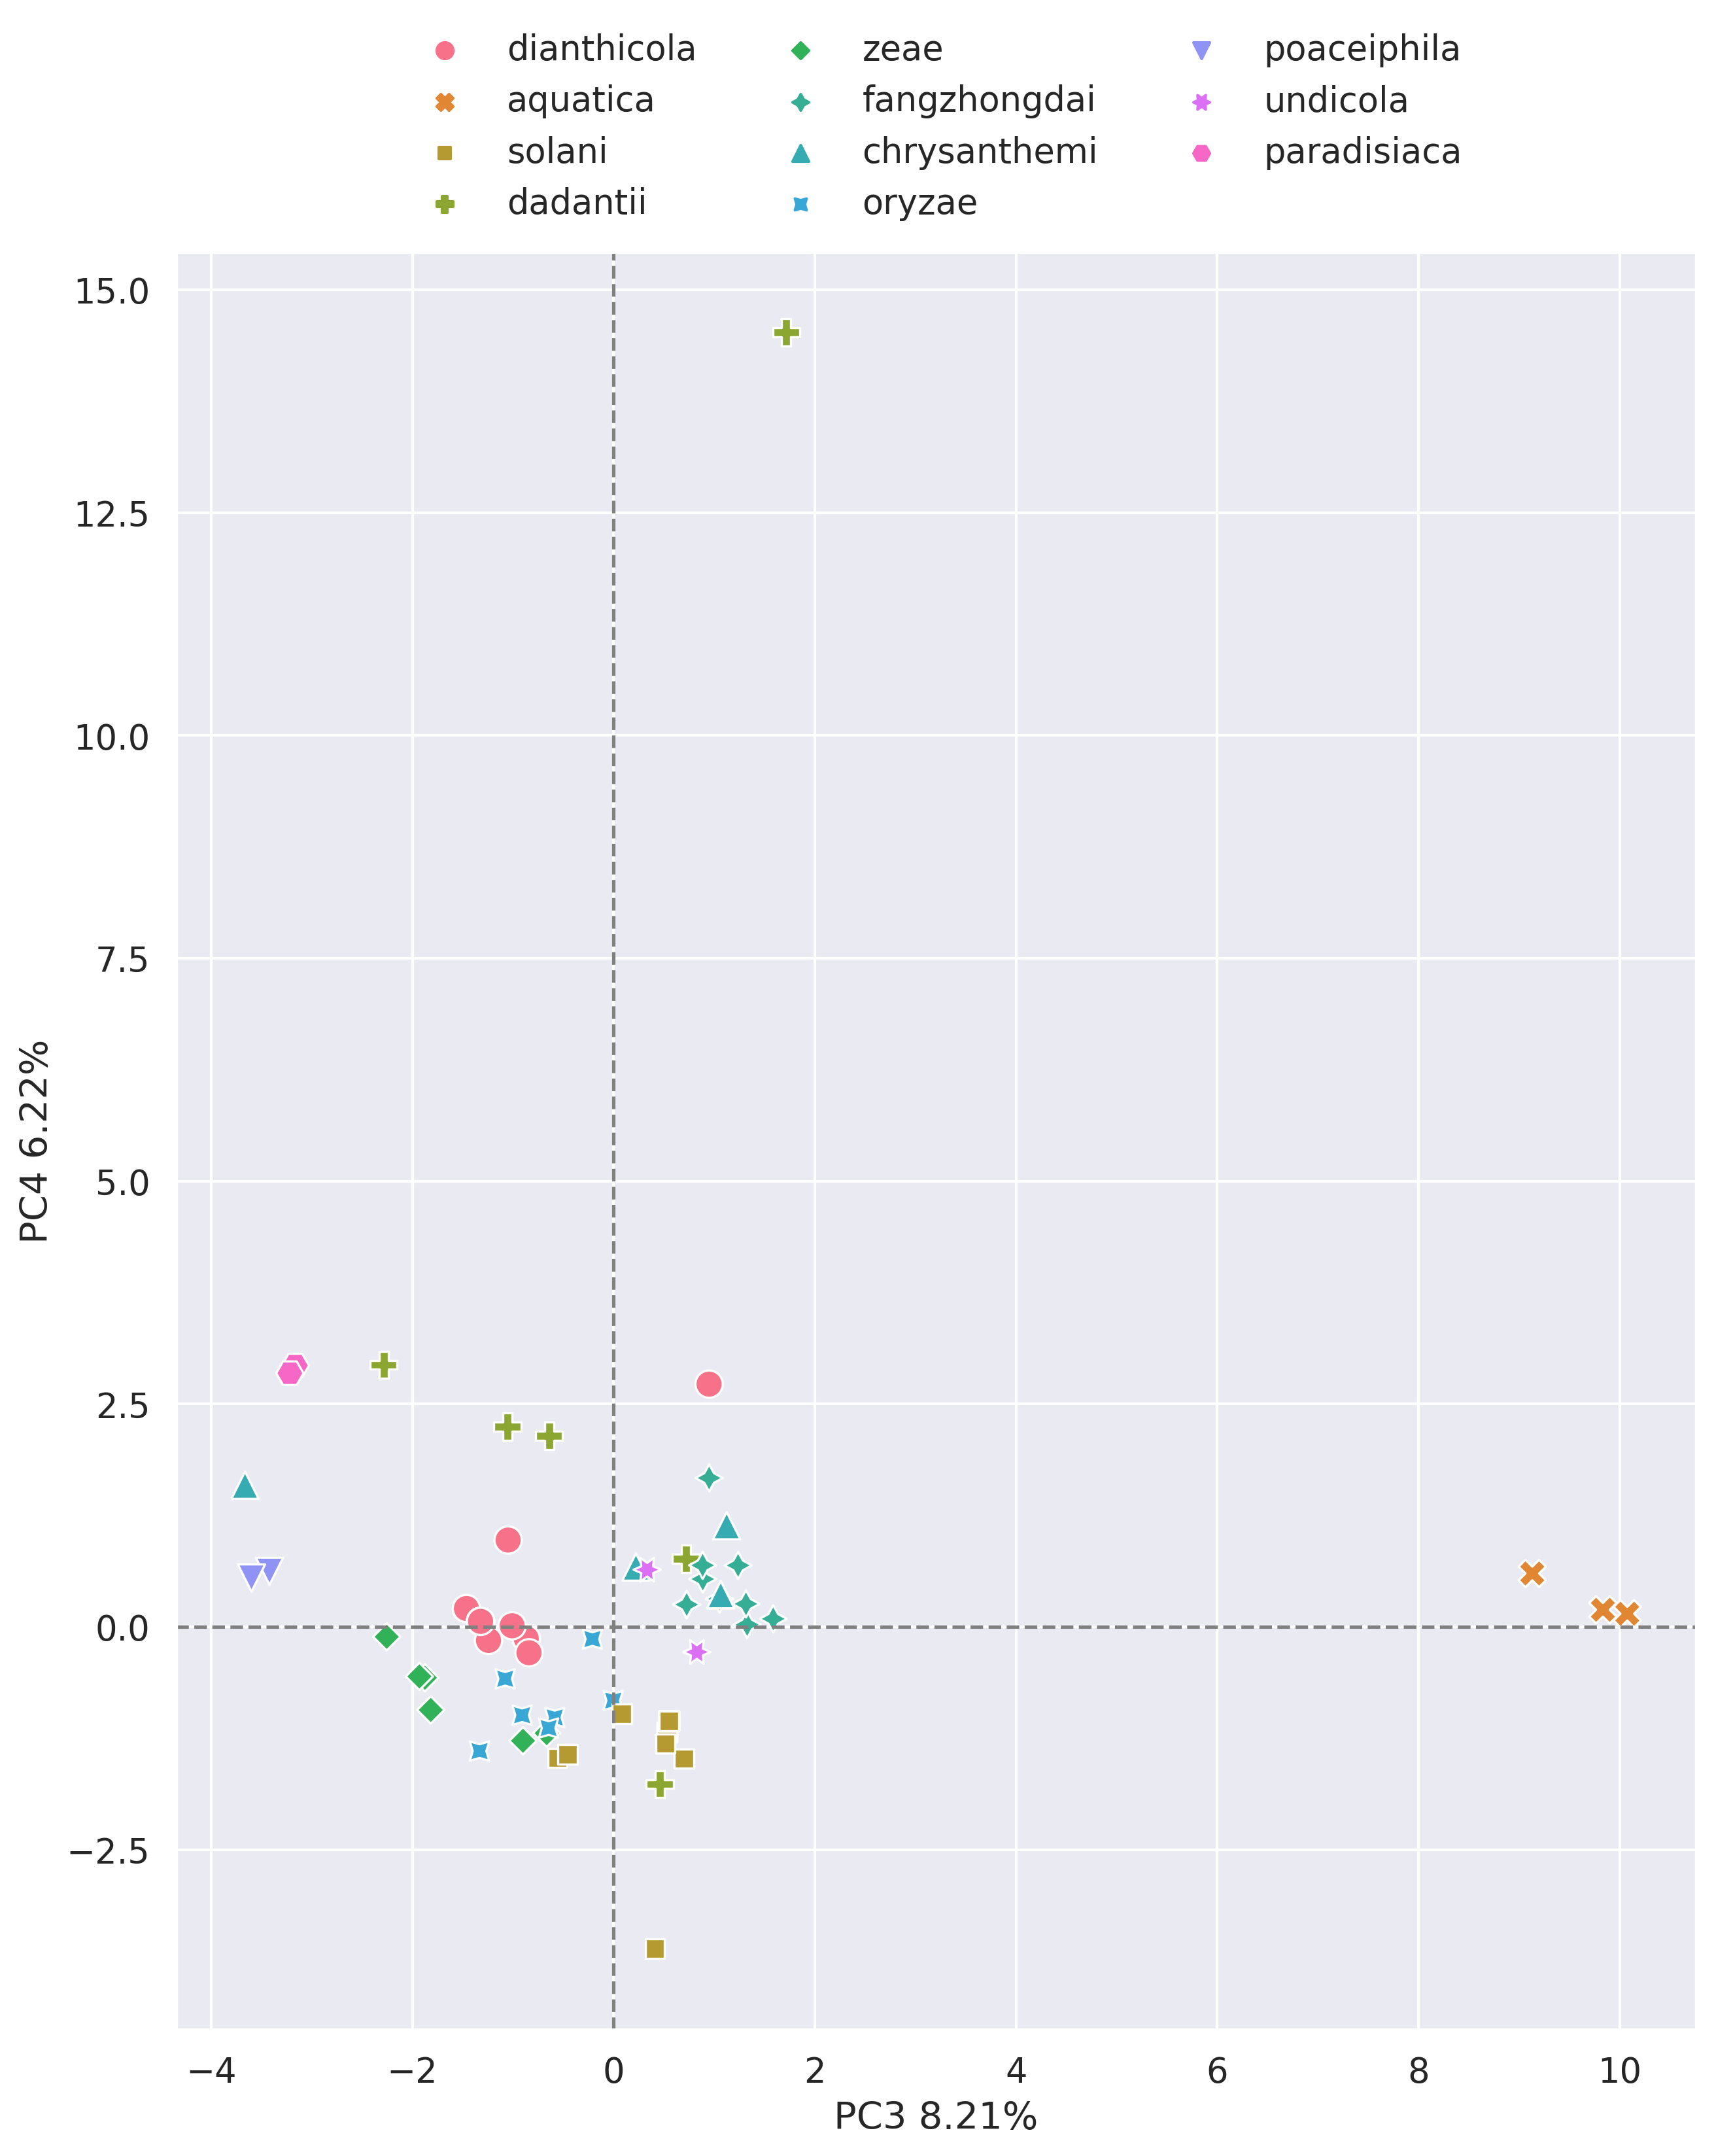 dianthicola
aquatica
solani
dadantii
zeae
fangzhongdai
chrysanthemi
oryzae
poaceiphila
undicola
paradisiaca
15.0
12.5
10.0
7.5
5.0
2.5
0.0
−2.5
PC4 6.22%
−4 −2 0 2 4 6 8 10
PC3 8.21%